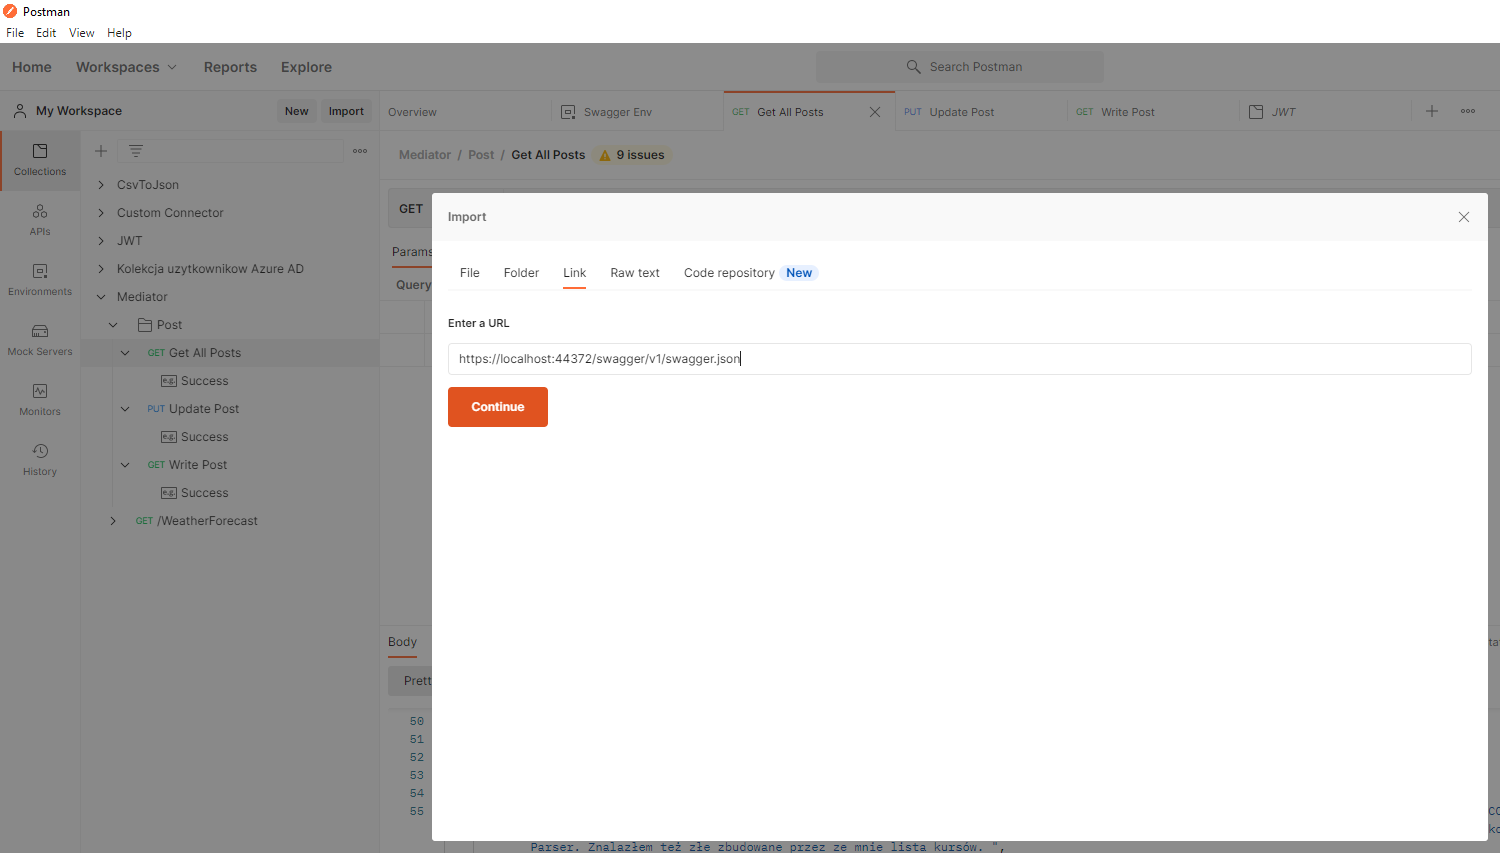 Postman
File Edit View Help
Home Workspaces Reports Explore Search Postman
My Workspace New Import
Overview Swagger Env GET Get All Posts PUT Update Post GET Write Post JWT
Collections
APIs
Environments
Mock Servers
Monitors
History
CsvToJson
Custom Connector
JWT
Kolekcja uzytkownikow Azure AD
Mediator
Post
GET Get All Posts
e.g. Success
PUT Update Post
e.g. Success
GET Write Post
e.g. Success
GET /WeatherForecast
Mediator / Post / Get All Posts 9 issues
GET
Params
Query
Import
File Folder Link Raw text Code repository New
Enter a URL
https://localhost:44372/swagger/v1/swagger.json
Continue
Body
Prett
50
51
52
53
54
55
Parser. Znalazłem też złe zbudowane przez ze mnie lista kursów. ",